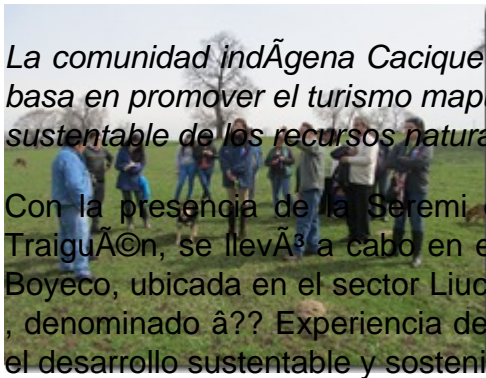 La comunidad indÃgena Cacique
basa en promover el turismo mapu
sustentable de los recursos natura
Con la presencia de la Seremi
TraiguÃ©n, se llevÃ³ a cabo en e
Boyeco, ubicada en el sector Liuc
, denominado â?? Experiencia de
el desarrollo sustentable y sosteni